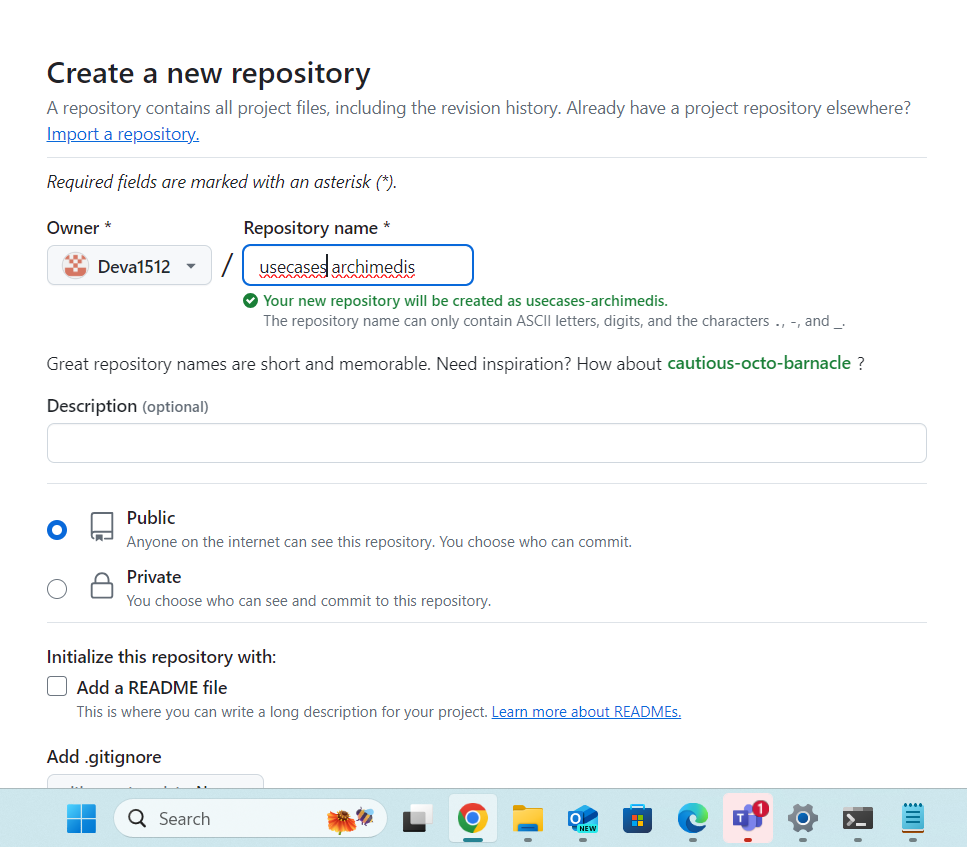 Create a new repository
A repository contains all project files, including the revision history. Already have a project repository elsewhere?
Import a repository.
Required fields are marked with an asterisk (*).
Owner *
Repository name *
Deva1512
/
usecases archimedis
Your new repository will be created as usecases-archimedis.
The repository name can only contain ASCII letters, digits, and the characters ., -, and _.
Great repository names are short and memorable. Need inspiration? How about cautious-octo-barnacle ?
Description (optional)
Public
Anyone on the internet can see this repository. You choose who can commit.
Private
You choose who can see and commit to this repository.
Initialize this repository with:
Add a README file
This is where you can write a long description for your project. Learn more about READMEs.
Add .gitignore
Search
NEW
1